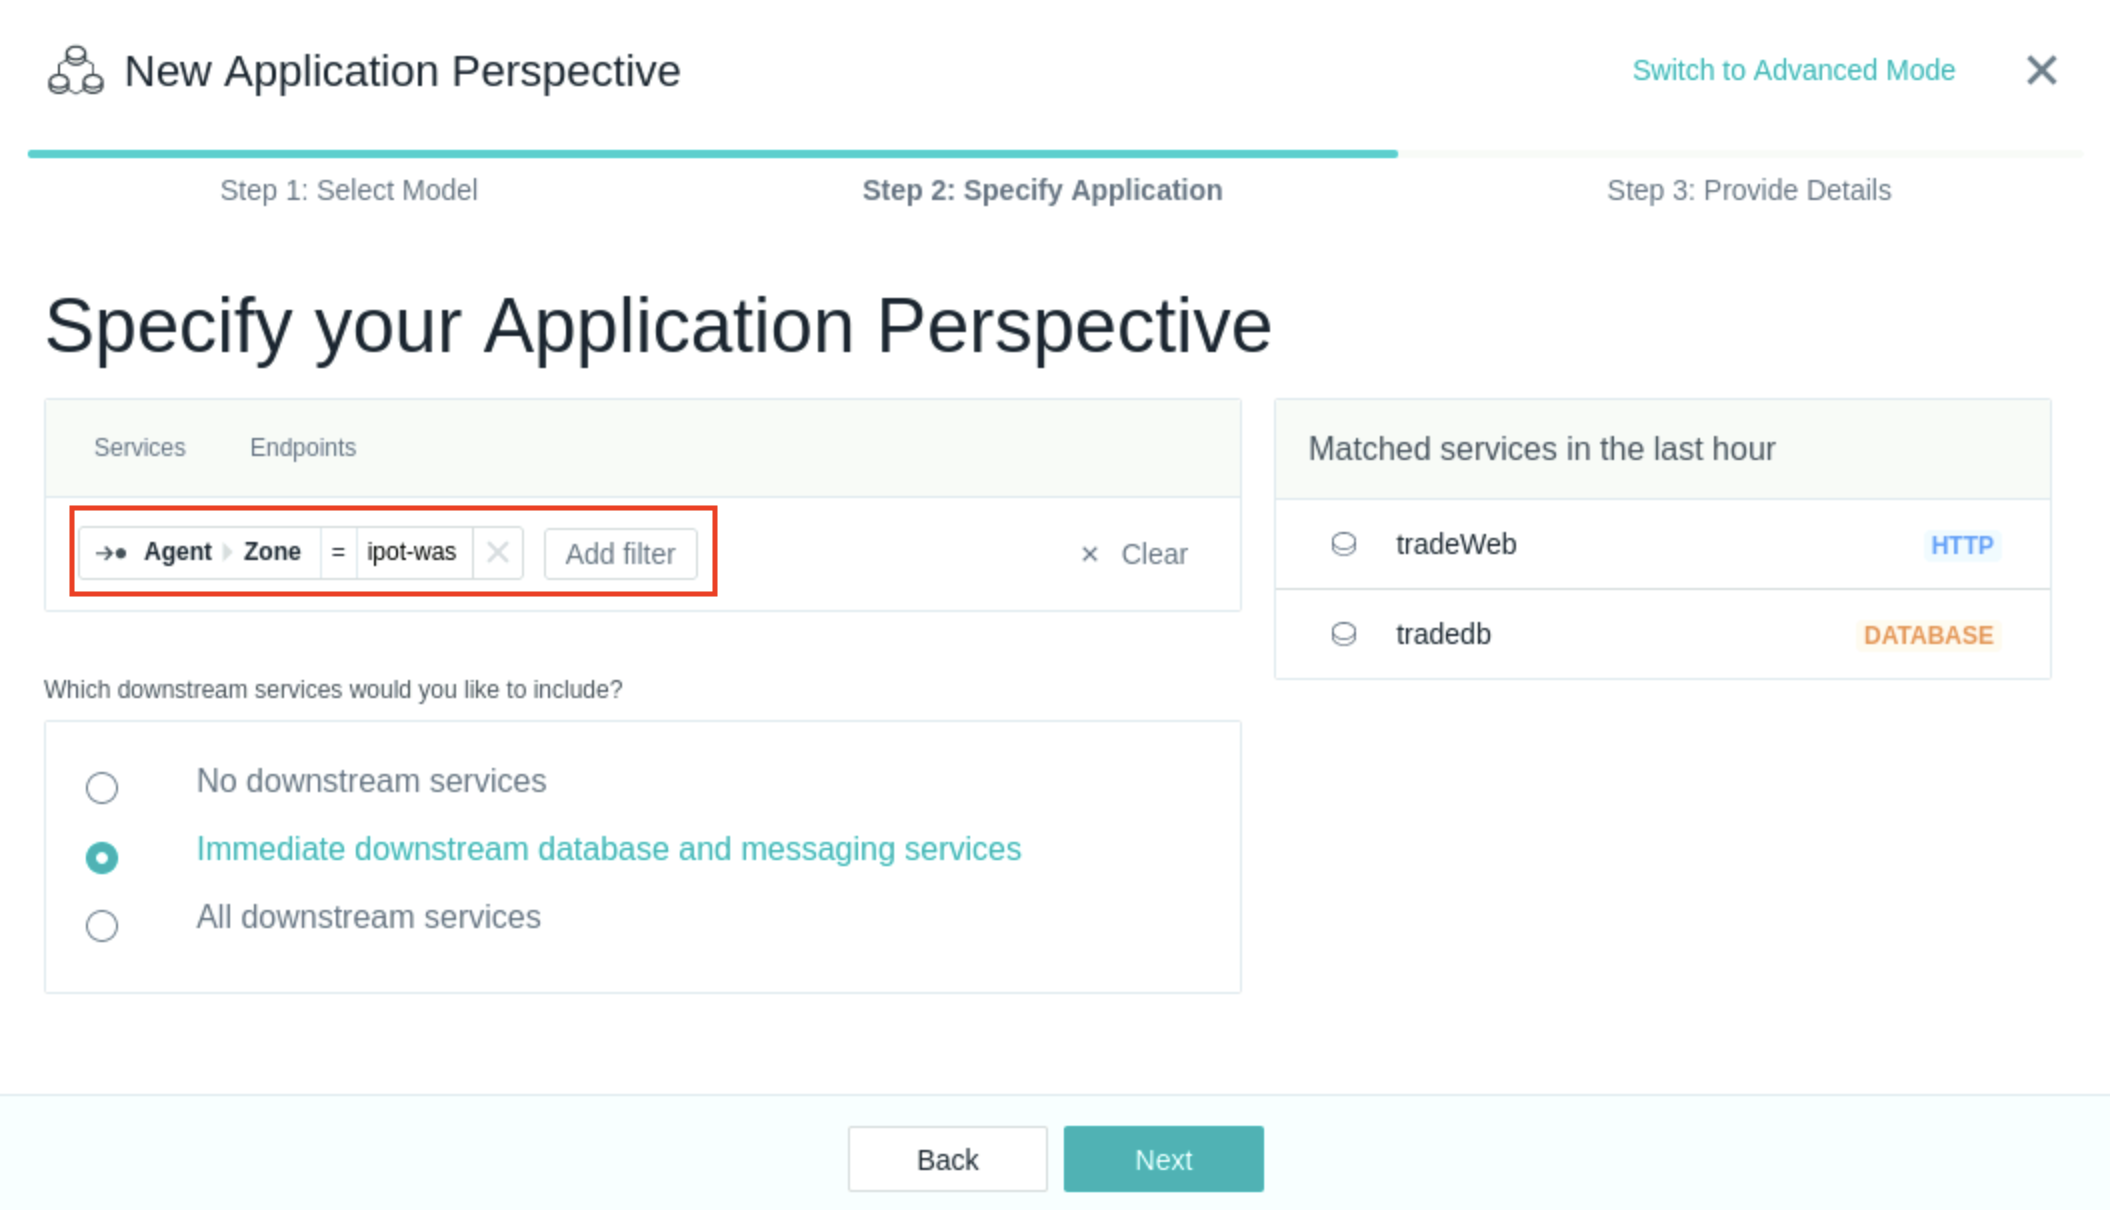 New Application Perspective
Switch to Advanced Mode
Step 1: Select Model
Step 2: Specify Application
Step 3: Provide Details
Specify your Application Perspective
Services Endpoints
Agent Zone = ipot-was Add filter
× Clear
Matched services in the last hour
tradeWeb HTTP
tradedb DATABASE
Which downstream services would you like to include?
No downstream services
Immediate downstream database and messaging services
All downstream services
Back
Next